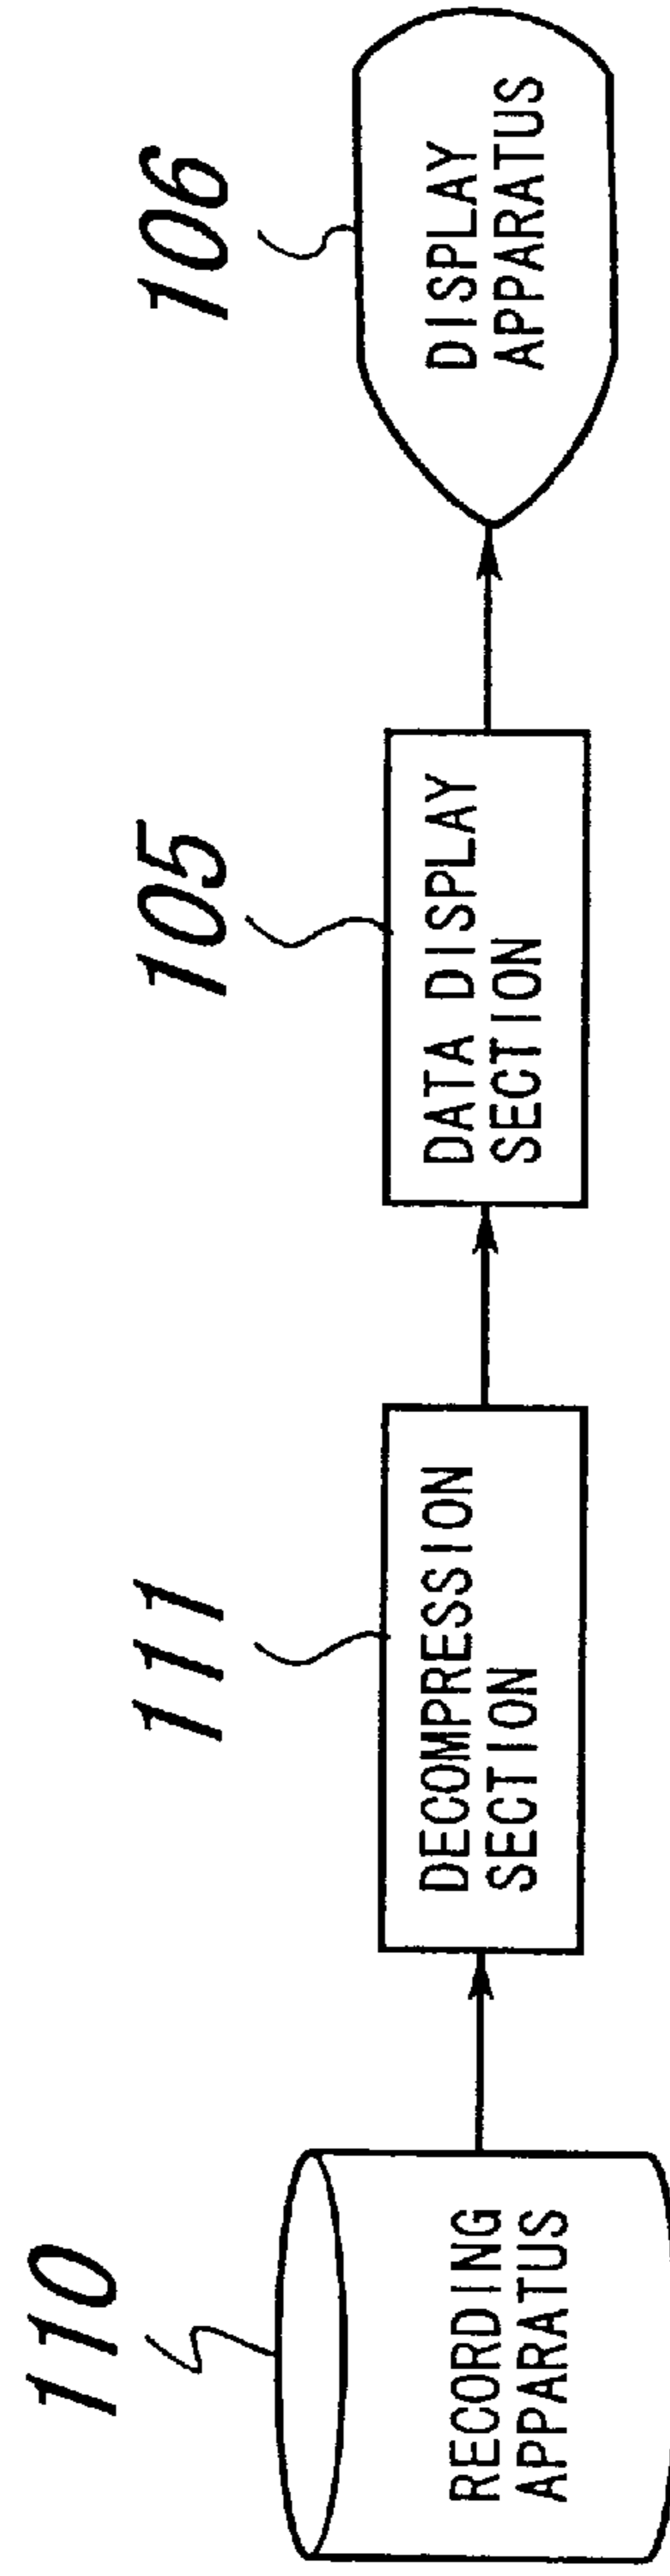 110
RECORDING
APPARATUS
111
DECOMPRESSION
SECTION
105
DATA DISPLAY
SECTION
106
DISPLAY
APPARATUS